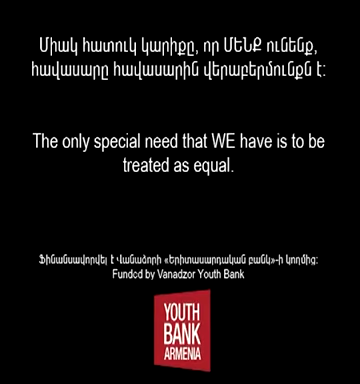 Միակ հատուկ կարիքը, որ ՄԵՆՔ ունենք,
հավասարը հավասարին վերաբերմունքն է:
The only special need that WE have is to be
treated as equal.
Ֆինանսավորվել է Վանաձորի «Երիտասարդական բանկ»-ի կողմից:
Funded by Vanadzor Youth Bank
YOUTH
BANK
ARMENIA